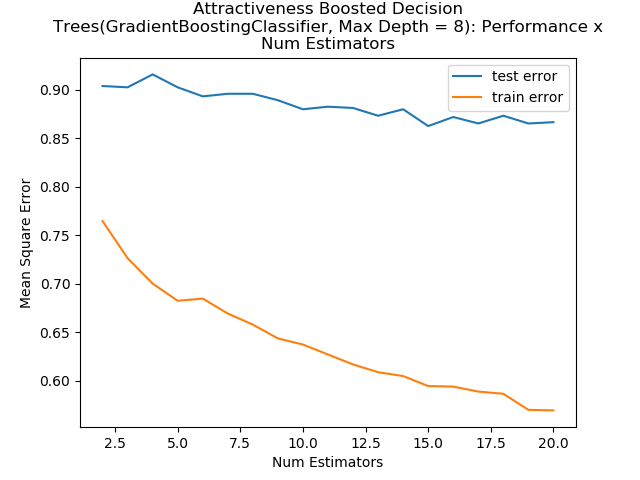 Attractiveness Boosted Decision
Trees(GradientBoostingClassifier, Max Depth = 8): Performance x
Num Estimators
test error
train error
Mean Square Error
0.90
0.85
0.80
0.75
0.70
0.65
0.60
2.5 5.0 7.5 10.0 12.5 15.0 17.5 20.0
Num Estimators